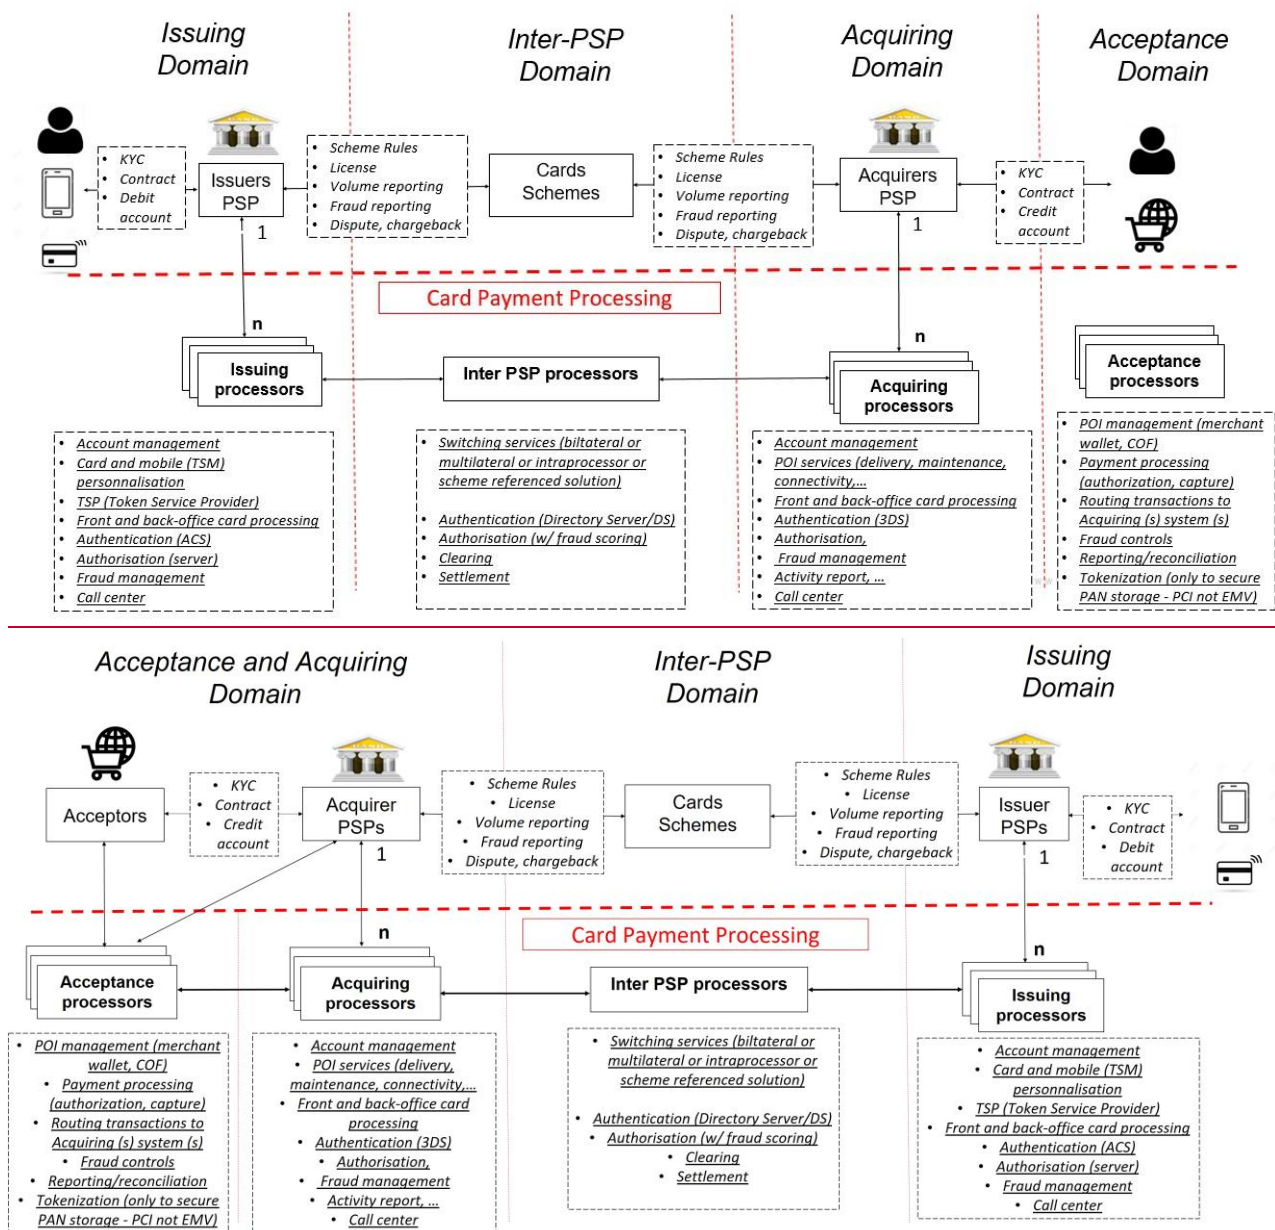 Issuing
Domain
Inter-PSP
Domain
Acquiring
Domain
Acceptance
Domain
• KYC
• Contract
• Debit
account
Issuers
PSP
1
• Scheme Rules
• License
• Volume reporting
• Fraud reporting
• Dispute, chargeback
Cards
Schemes
• Scheme Rules
• License
• Volume reporting
• Fraud reporting
• Dispute, chargeback
Acquirers
PSP
1
• KYC
• Contract
• Credit
account
Card Payment Processing
n
Issuing
processors
Inter PSP processors
n
Acquiring
processors
Acceptance
processors
• Account management
• Card and mobile (TSM)
personnalisation
• TSP (Token Service Provider)
• Front and back-office card processing
• Authentication (ACS)
• Authorisation (server)
• Fraud management
• Call center
• Switching services (biltateral or
multilateral or intraprocessor or
scheme referenced solution)
• Authentication (Directory Server/DS)
• Authorisation (w/ fraud scoring)
• Clearing
• Settlement
• Account management
• POI services (delivery, maintenance,
connectivity,...
• Front and back-office card processing
• Authentication (3DS)
• Authorisation,
• Fraud management
• Activity report, ...
• Call center
• POI management (merchant
wallet, COF)
• Payment processing
(authorization, capture)
• Routing transactions to
Acquiring (s) system (s)
• Fraud controls
• Reporting/reconciliation
• Tokenization (only to secure
PAN storage - PCI not EMV)
Acceptance and Acquiring
Domain
Inter-PSP
Domain
Issuing
Domain
Acceptors
• KYC
• Contract
• Credit
account
Acquirer
PSPs
1
• Scheme Rules
• License
• Volume reporting
• Fraud reporting
• Dispute, chargeback
Cards
Schemes
• Scheme Rules
• License
• Volume reporting
• Fraud reporting
• Dispute, chargeback
Issuer
PSPs
1
• KYC
• Contract
• Debit
account
Card Payment Processing
Acceptance
processors
n
Acquiring
processors
Inter PSP processors
n
Issuing
processors
• POI management (merchant
wallet, COF)
• Payment processing
(authorization, capture)
• Routing transactions to
Acquiring (s) system (s)
• Fraud controls
• Reporting/reconciliation
• Tokenization (only to secure
PAN storage - PCI not EMV)
• Account management
• POI services (delivery,
maintenance, connectivity,...
• Front and back-office card
processing
• Authentication (3DS)
• Authorisation,
• Fraud management
• Activity report, ...
• Call center
• Switching services (biltateral or
multilateral or intraprocessor or
scheme referenced solution)
• Authentication (Directory Server/DS)
• Authorisation (w/ fraud scoring)
• Clearing
• Settlement
• Account management
• Card and mobile (TSM)
personnalisation
• TSP (Token Service Provider)
• Front and back-office card processing
• Authentication (ACS)
• Authorisation (server)
• Fraud management
• Call center